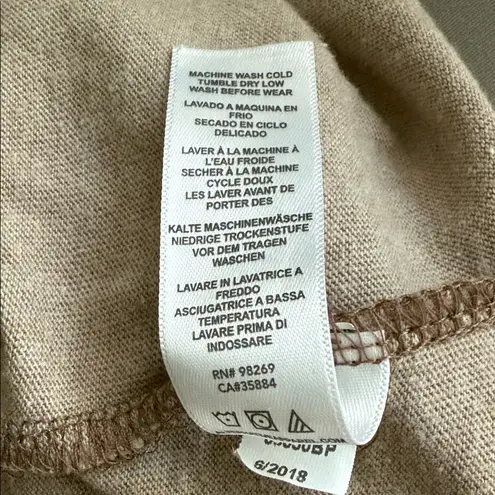 MACHINE WASH COLD
TUMBLE DRY LOW
WASH BEFORE WEAR
LAVADO A MAQUINA EN
FRIO
SECADO EN CICLO
DELICADO
LAVER À LA MACHINE À
L'EAU FROIDE
SECHER À LA MACHINE
CYCLE DOUX
LES LAVER AVANT DE
PORTER DES
KALTE MASCHINENWÄSCHE
NIEDRIGE TROCKENSTUFE
VOR DEM TRAGEN
WASCHEN
LAVARE IN LAVATRICE A
FREDDO
ASCIUGATRICE A BASSA
TEMPERATURA
LAVARE PRIMA DI
INDOSSARE
RN# 98269
CA#35884
6/2018